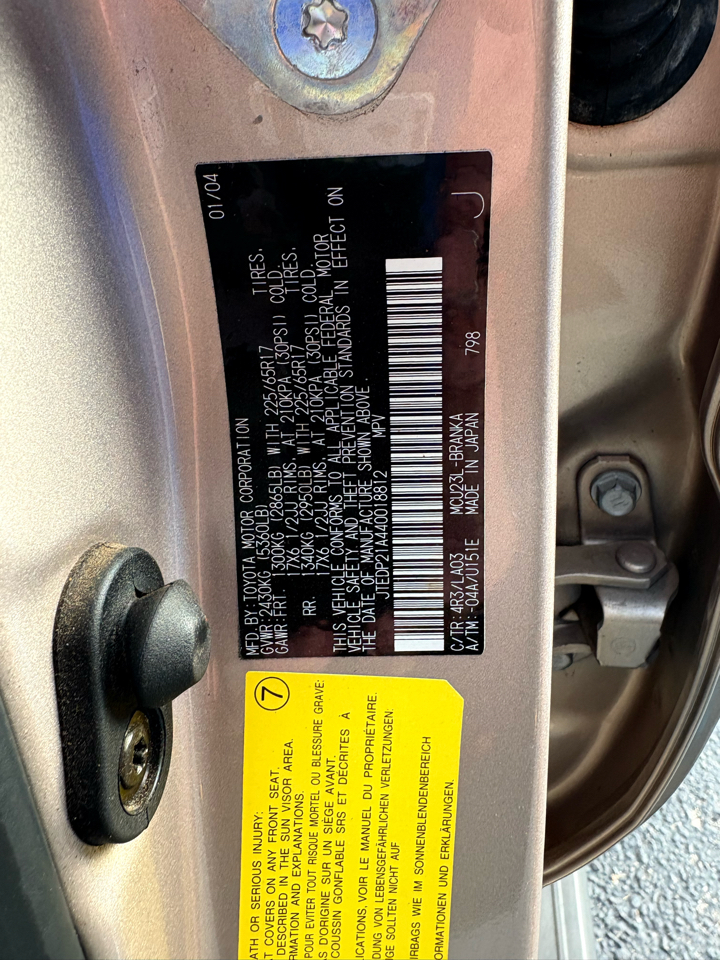 MFD. BY: TOYOTA MOTOR CORPORATION 01/04
GVWR: 2430KG (5360LB)
GAWR: FRT. 1300KG (2865LB) WITH 225/65R17 TIRES,
17X6 1/2JJ RIMS, AT 210KPA (30PSI) COLD.
RR. 1340KG (2950LB) WITH 225/65R17 TIRES,
17X6 1/2JJ RIMS, AT 210KPA (30PSI) COLD.
THIS VEHICLE CONFORMS TO ALL APPLICABLE FEDERAL MOTOR
VEHICLE SAFETY AND THEFT PREVENTION STANDARDS IN EFFECT ON
THE DATE OF MANUFACTURE SHOWN ABOVE.
JTEDP21A440018812 MPV
C/TR: 4R3/LA03 MCU23L-BRANKA
A/TM: -04A/U151E MADE IN JAPAN 798 J
7
ATH OR SERIOUS INJURY:
T COVERS ON ANY FRONT SEAT.
DESCRIBED IN THE SUN VISOR AREA.
RMATION AND EXPLANATIONS.
POUR EVITER TOUT RISQUE MORTEL OU BLESSURE GRAVE:
S D'ORIGINE SUR UN SIÈGE AVANT.
COUSSIN GONFLABLE SRS ET DÉCRITES À
LICATIONS, VOIR LE MANUEL DU PROPRIÉTAIRE.
DUNG VON LEBENSGEFÄHRLICHEN VERLETZUNGEN:
GE SOLLTEN NICHT AUF
IRBAGS WIE IM SONNENBLENDENBEREICH
FORMATIONEN UND ERKLÄRUNGEN.